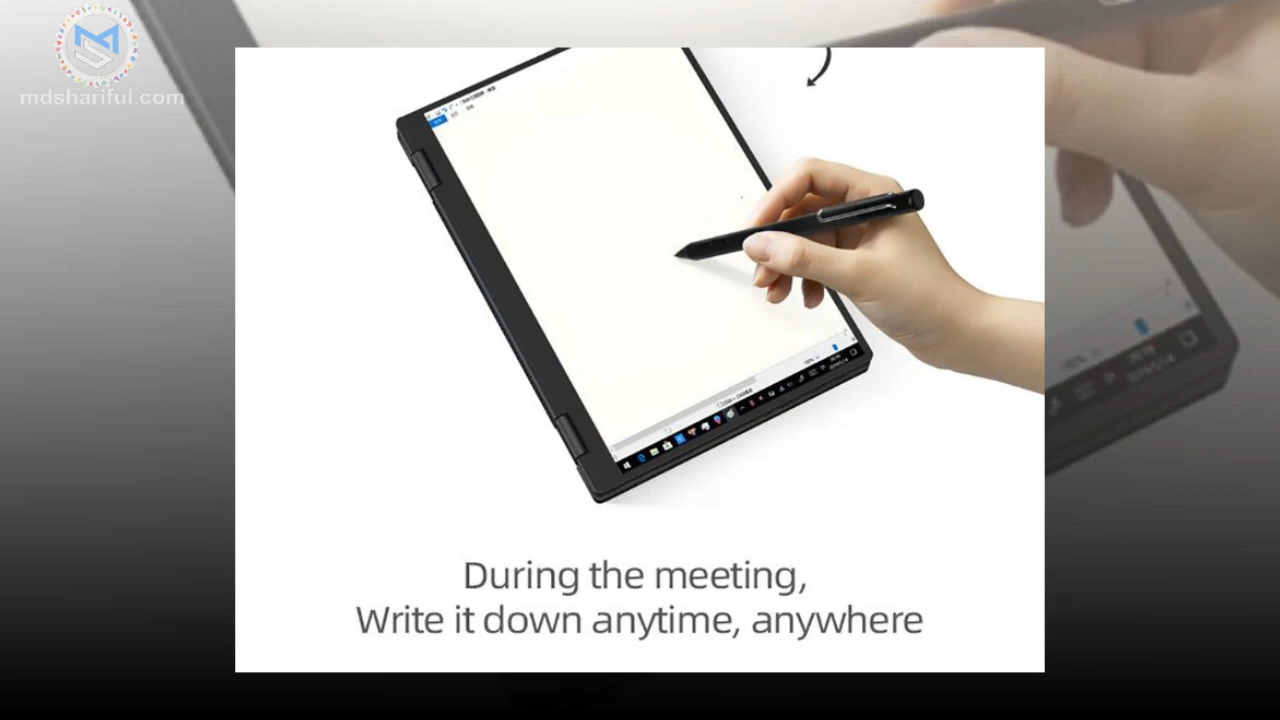 mdshariful.com
During the meeting,
Write it down anytime, anywhere